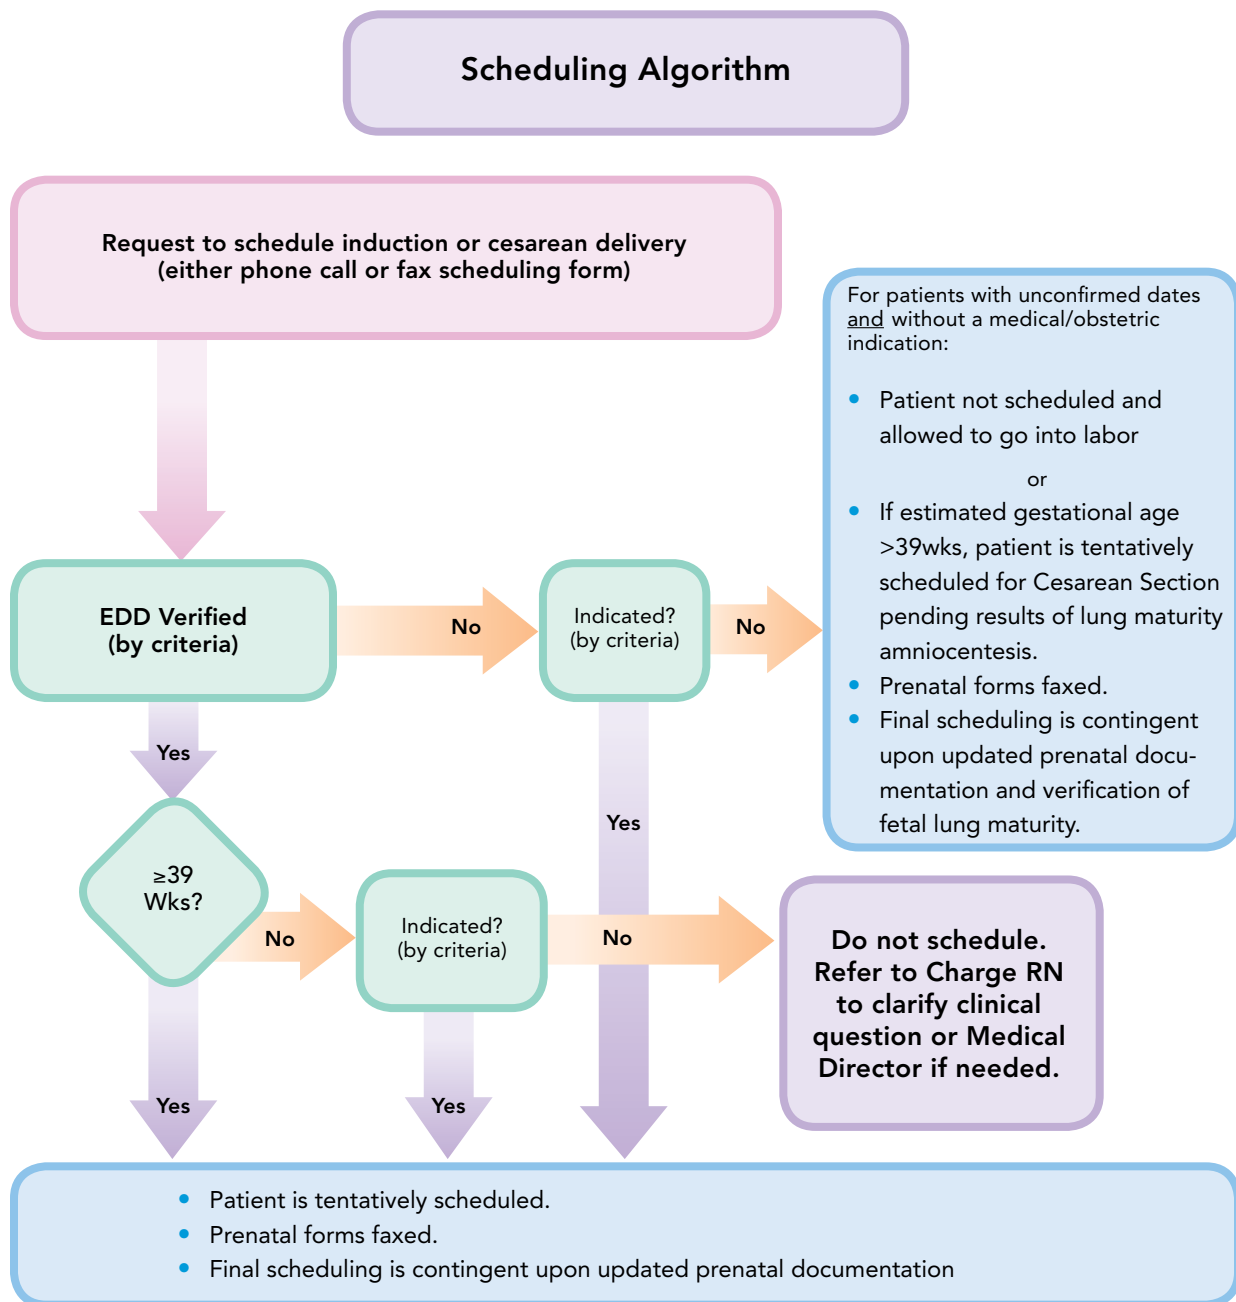 Scheduling Algorithm
Request to schedule induction or cesarean delivery
(either phone call or fax scheduling form)
For patients with unconfirmed dates
and without a medical/obstetric
indication:
• Patient not scheduled and
allowed to go into labor
or
• If estimated gestational age
>39wks, patient is tentatively
scheduled for Cesarean Section
pending results of lung maturity
amniocentesis.
• Prenatal forms faxed.
• Final scheduling is contingent
upon updated prenatal docu-
mentation and verification of
fetal lung maturity.
EDD Verified
(by criteria)
No
Indicated?
(by criteria)
No
Yes
Yes
≥39
Wks?
No
Indicated?
(by criteria)
No
Do not schedule.
Refer to Charge RN
to clarify clinical
question or Medical
Director if needed.
Yes
Yes
• Patient is tentatively scheduled.
• Prenatal forms faxed.
• Final scheduling is contingent upon updated prenatal documentation